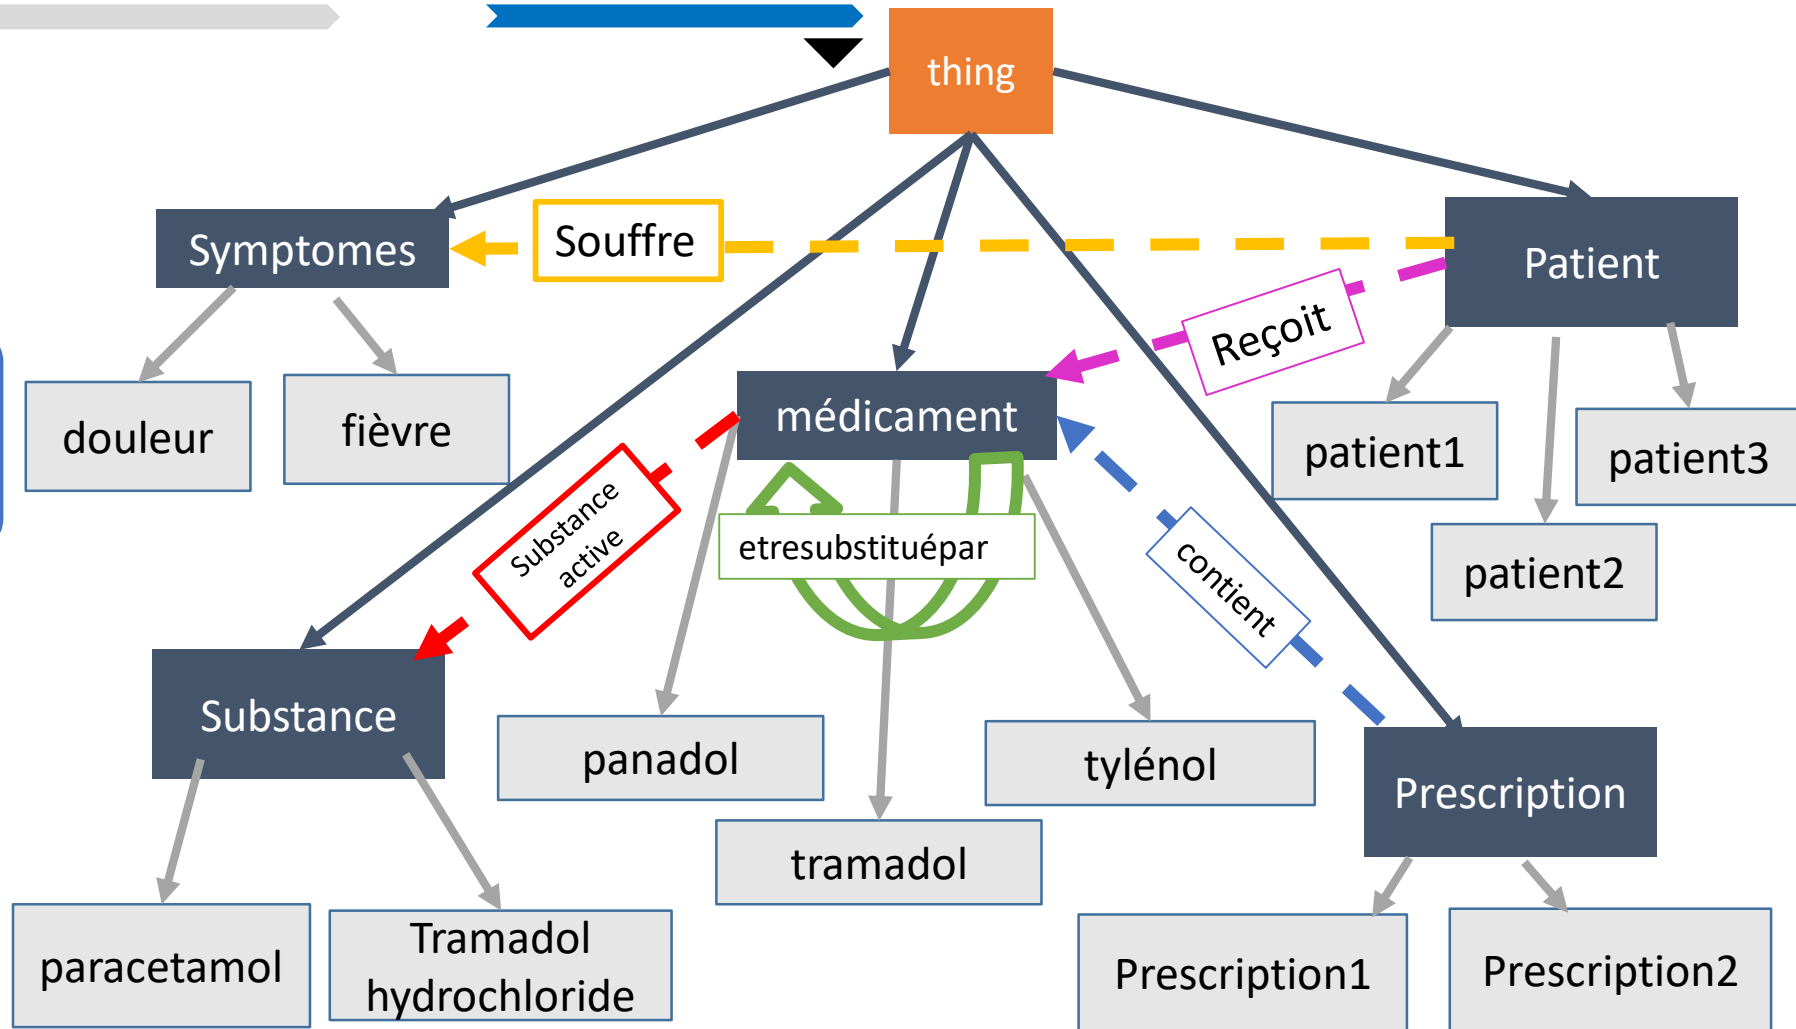 thing
Symptomes
Souffre
Patient
Reçoit
douleur
fièvre
médicament
patient1
patient3
patient2
Substance
active
etresubstituépar
contient
Substance
panadol
tylénol
tramadol
Prescription
paracetamol
Tramadol
hydrochloride
Prescription1
Prescription2